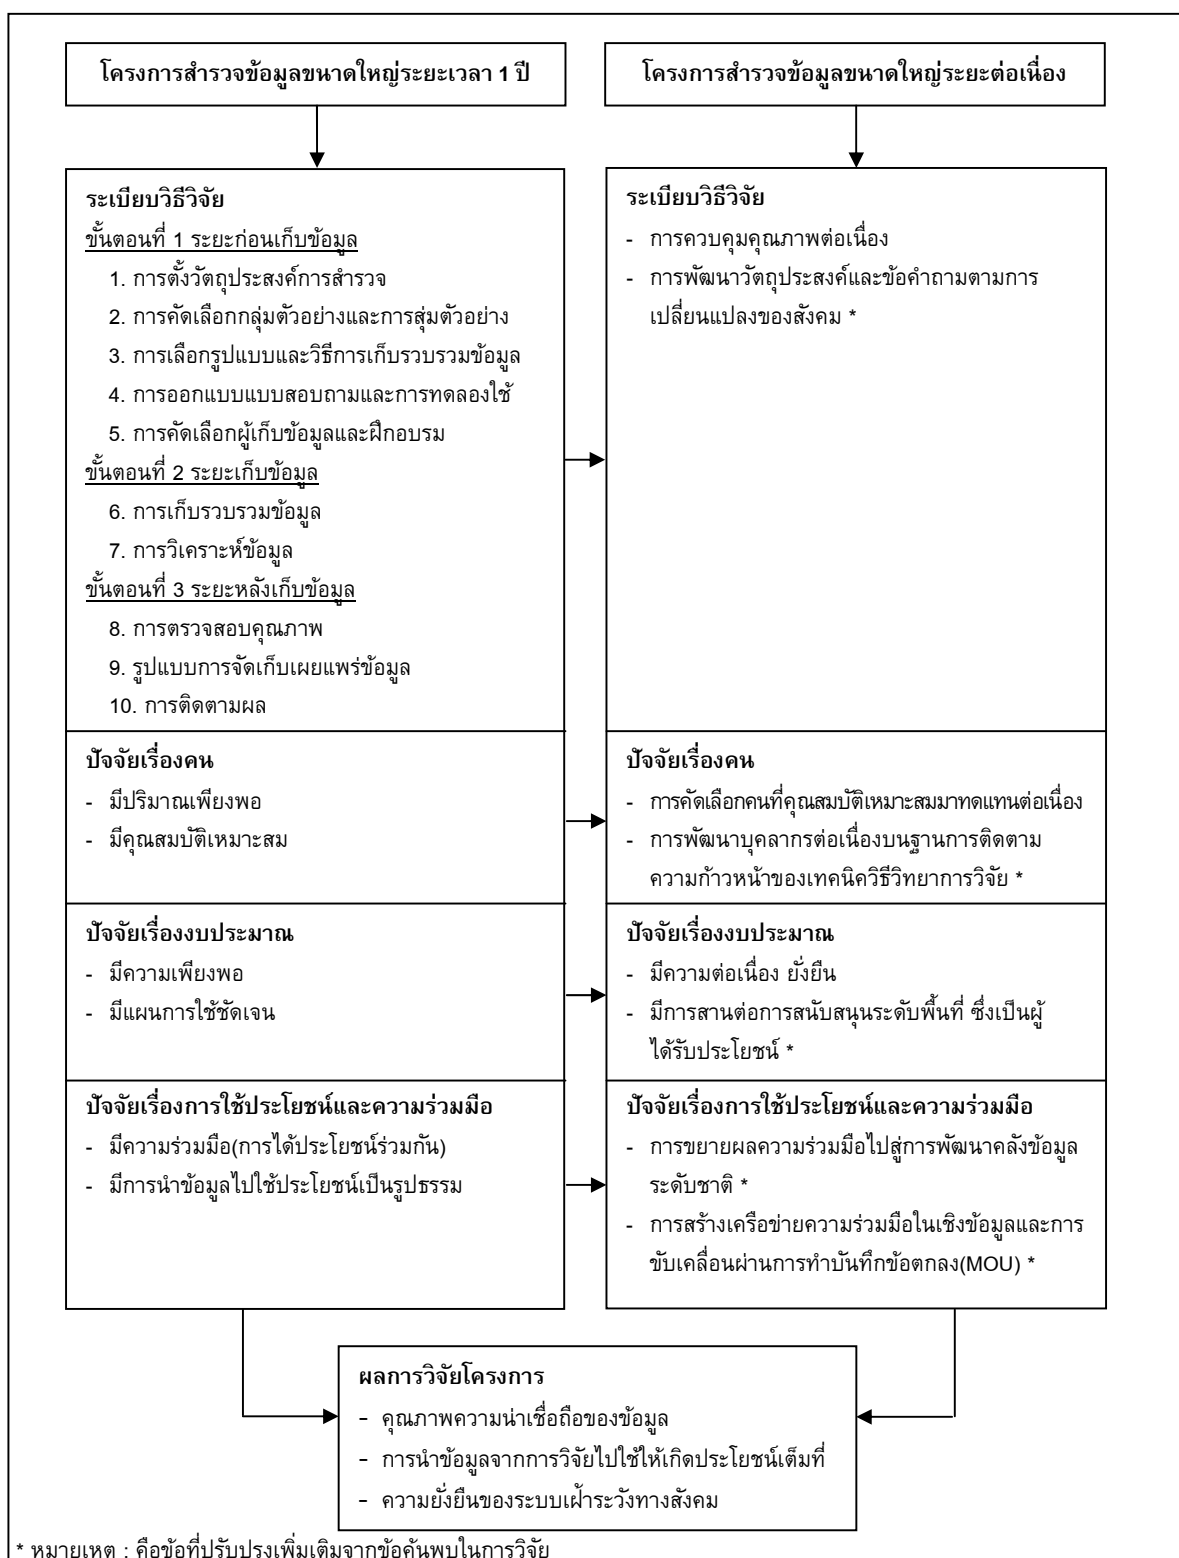 โครงการสำรวจข้อมูลขนาดใหญ่ระยะเวลา 1 ปี
โครงการสำรวจข้อมูลขนาดใหญ่ระยะต่อเนื่อง
ระเบียบวิธีวิจัย
ขั้นตอนที่ 1 ระยะก่อนเก็บข้อมูล
1. การตั้งวัตถุประสงค์การสำรวจ
2. การคัดเลือกกลุ่มตัวอย่างและการสุ่มตัวอย่าง
3. การเลือกรูปแบบและวิธีการเก็บรวบรวมข้อมูล
4. การออกแบบแบบสอบถามและการทดลองใช้
5. การคัดเลือกผู้เก็บข้อมูลและฝึกอบรม
ขั้นตอนที่ 2 ระยะเก็บข้อมูล
6. การเก็บรวบรวมข้อมูล
7. การวิเคราะห์ข้อมูล
ขั้นตอนที่ 3 ระยะหลังเก็บข้อมูล
8. การตรวจสอบคุณภาพ
9. รูปแบบการจัดเก็บเผยแพร่ข้อมูล
10. การติดตามผล
ระเบียบวิธีวิจัย
- การควบคุมคุณภาพต่อเนื่อง
- การพัฒนาวัตถุประสงค์และข้อคำถามตามการ
เปลี่ยนแปลงของสังคม *
ปัจจัยเรื่องคน
- มีปริมาณเพียงพอ
- มีคุณสมบัติเหมาะสม
ปัจจัยเรื่องคน
- การคัดเลือกคนที่คุณสมบัติเหมาะสมมาทดแทนต่อเนื่อง
- การพัฒนาบุคลากรต่อเนื่องบนฐานการติดตาม
ความก้าวหน้าของเทคนิควิธีวิทยาการวิจัย *
ปัจจัยเรื่องงบประมาณ
- มีความเพียงพอ
- มีแผนการใช้ชัดเจน
ปัจจัยเรื่องงบประมาณ
- มีความต่อเนื่อง ยั่งยืน
- มีการสานต่อการสนับสนุนระดับพื้นที่ ซึ่งเป็นผู้
ได้รับประโยชน์ *
ปัจจัยเรื่องการใช้ประโยชน์และความร่วมมือ
- มีความร่วมมือ(การได้ประโยชน์ร่วมกัน)
- มีการนำข้อมูลไปใช้ประโยชน์เป็นรูปธรรม
ปัจจัยเรื่องการใช้ประโยชน์และความร่วมมือ
- การขยายผลความร่วมมือไปสู่การพัฒนาคลังข้อมูล
ระดับชาติ *
- การสร้างเครือข่ายความร่วมมือในเชิงข้อมูลและการ
ขับเคลื่อนผ่านการทำบันทึกข้อตกลง(MOU) *
ผลการวิจัยโครงการ
- คุณภาพความน่าเชื่อถือของข้อมูล
- การนำข้อมูลจากการวิจัยไปใช้ให้เกิดประโยชน์เต็มที่
- ความยั่งยืนของระบบเฝ้าระวังทางสังคม
* หมายเหตุ : คือข้อที่ปรับปรุงเพิ่มเติมจากข้อค้นพบในการวิจัย